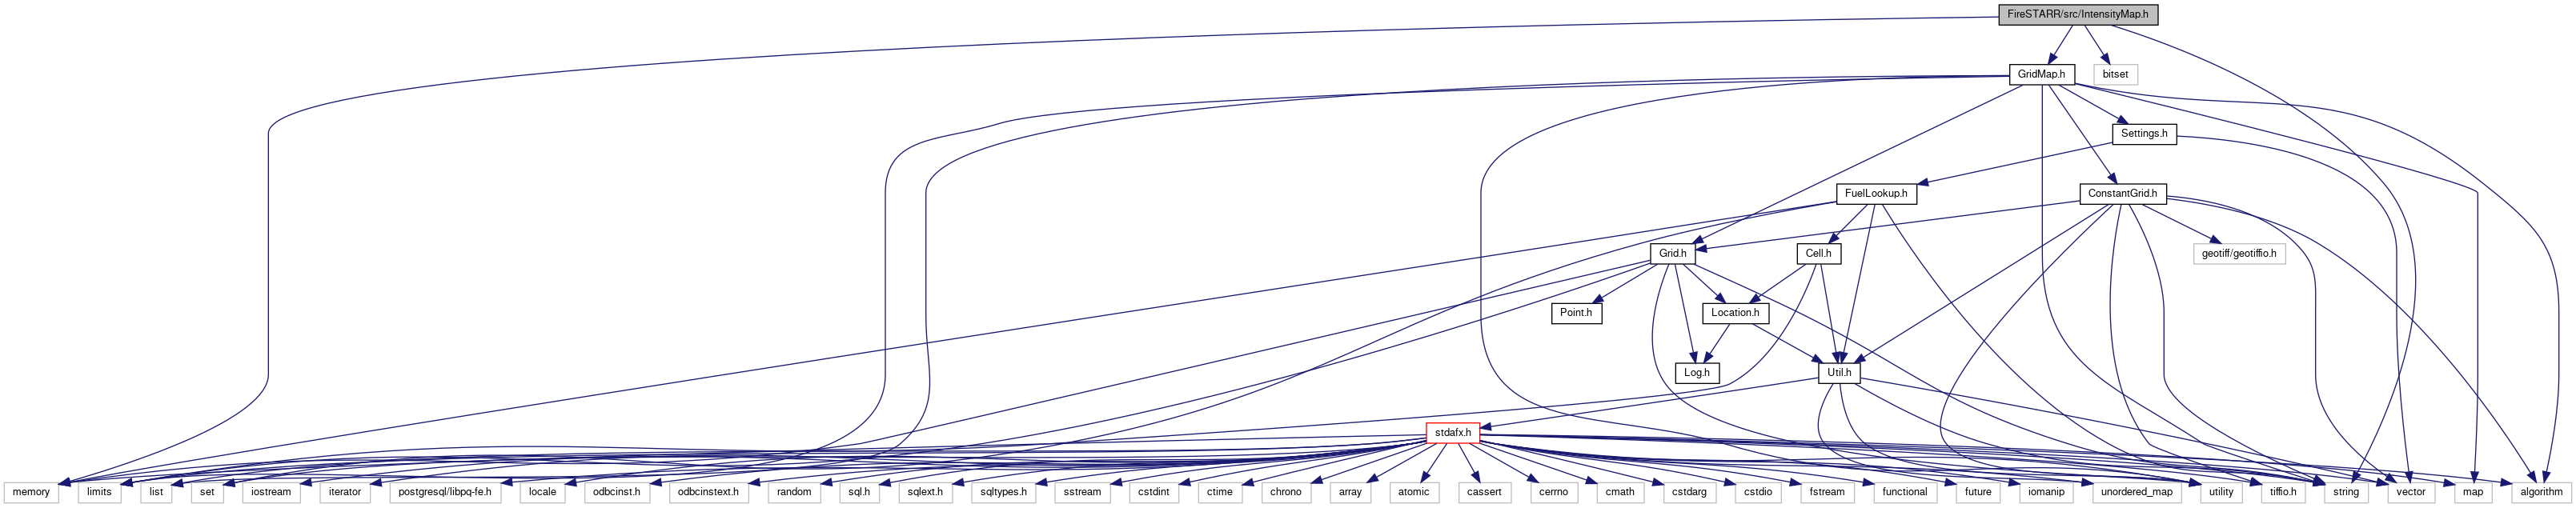 FireSTARR/src/IntensityMap.h
GridMap.h
bitset
Settings.h
FuelLookup.h
ConstantGrid.h
Grid.h
Cell.h
geotiff/geotiffio.h
Point.h
Location.h
Log.h
Util.h
stdafx.h
memory
limits
list
set
iostream
iterator
postgresql/libpq-fe.h
locale
odbcinst.h
odbcinstext.h
random
sql.h
sqlext.h
sqltypes.h
sstream
cstdint
ctime
chrono
array
atomic
cassert
cerrno
cmath
cstdarg
cstdio
fstream
functional
future
iomanip
unordered_map
utility
tiffio.h
string
vector
map
algorithm